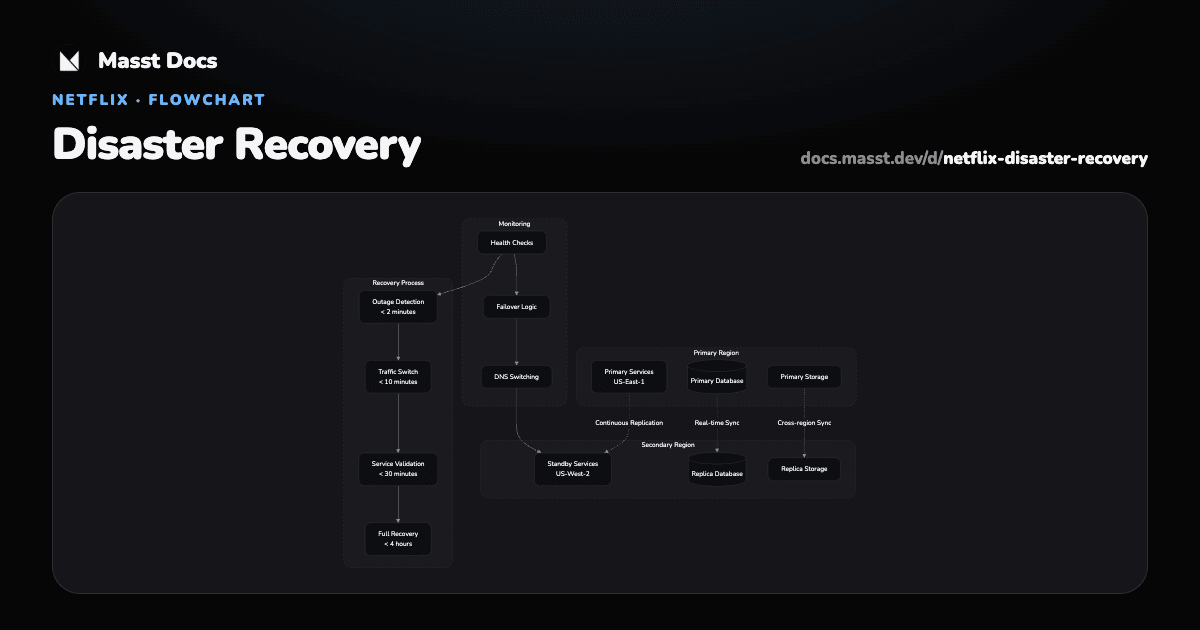 Masst Docs
NETFLIX · FLOWCHART
Disaster Recovery
docs.masst.dev/d/netflix-disaster-recovery
Monitoring
Health Checks
Failover Logic
DNS Switching
Recovery Process
Outage Detection
< 2 minutes
Traffic Switch
< 10 minutes
Service Validation
< 30 minutes
Full Recovery
< 4 hours
Primary Region
Primary Services
US-East-1
Primary Database
Primary Storage
Continuous Replication
Real-time Sync
Cross-region Sync
Secondary Region
Standby Services
US-West-2
Replica Database
Replica Storage